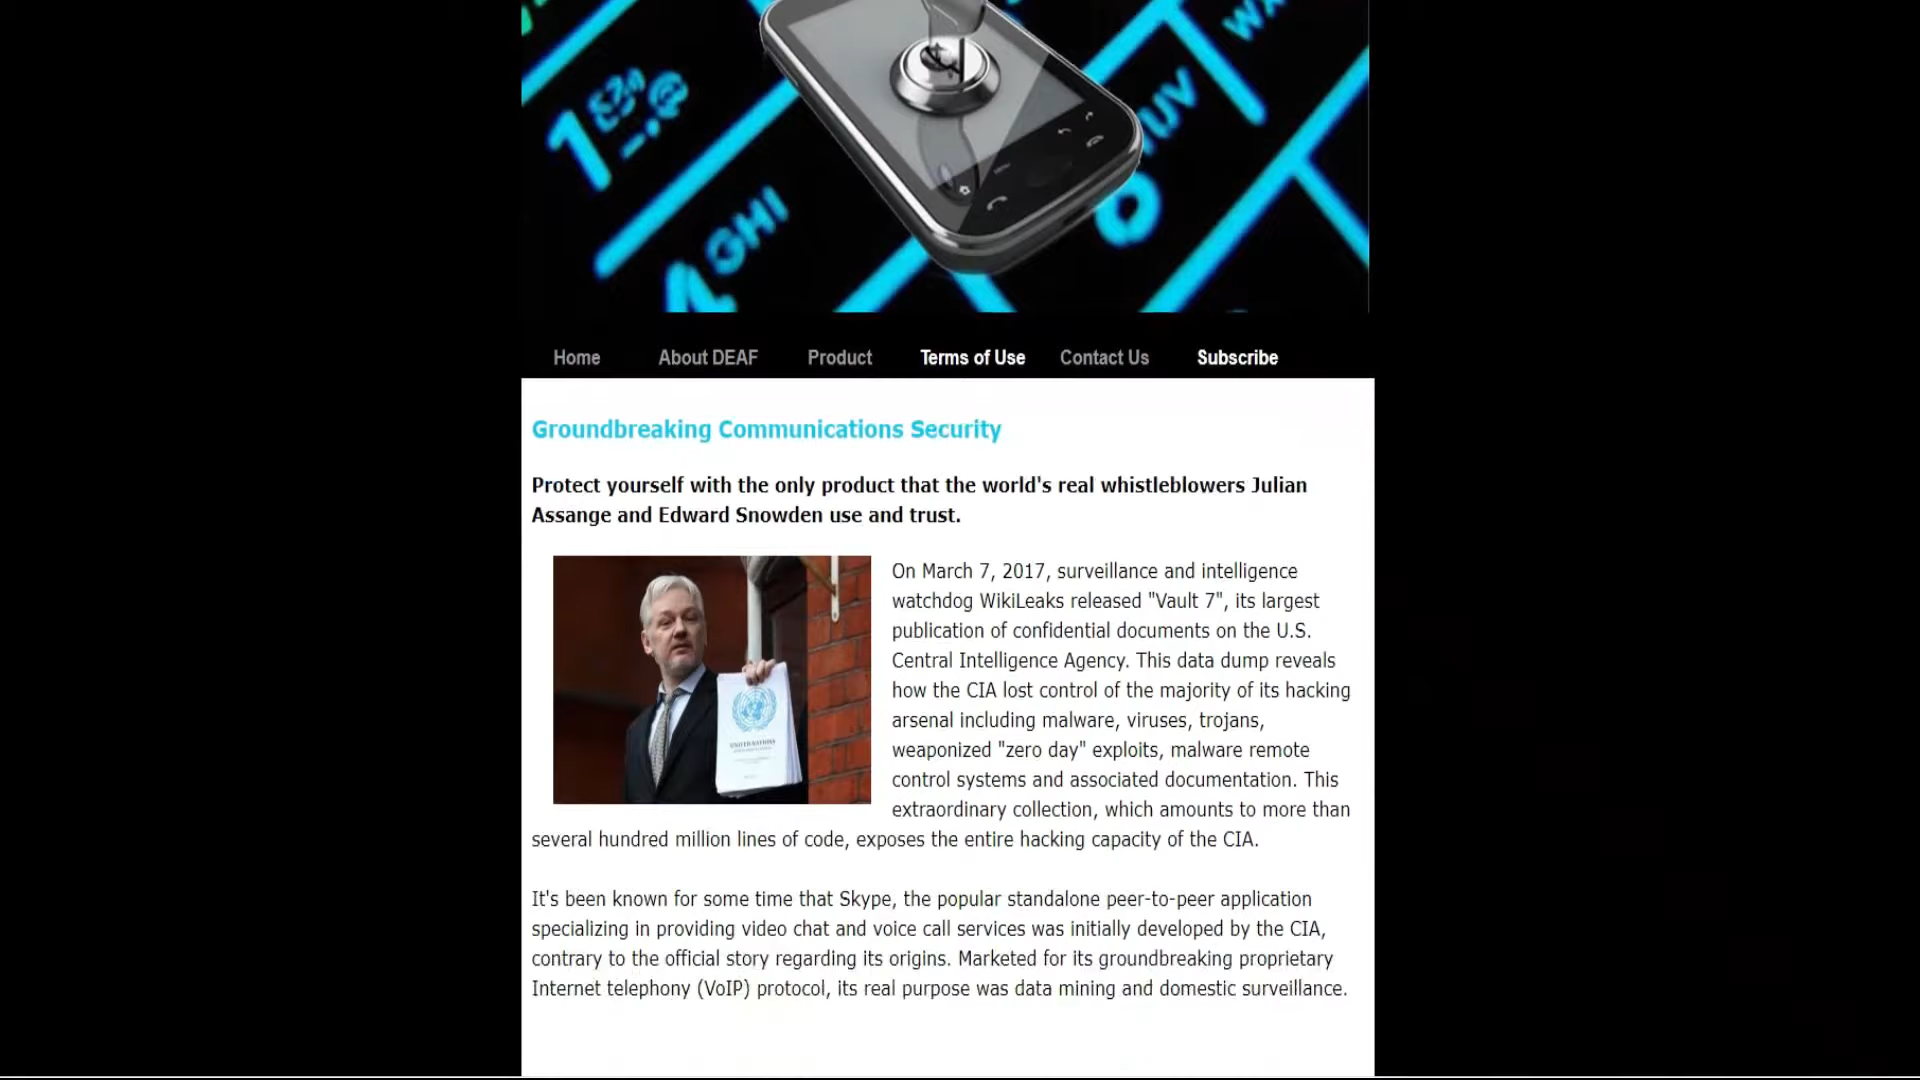 WX
1
@
TUV
GHI
4
Home About DEAF Product Terms of Use Contact Us Subscribe
Groundbreaking Communications Security
Protect yourself with the only product that the world's real whistleblowers Julian
Assange and Edward Snowden use and trust.
On March 7, 2017, surveillance and intelligence
watchdog WikiLeaks released "Vault 7", its largest
publication of confidential documents on the U.S.
Central Intelligence Agency. This data dump reveals
how the CIA lost control of the majority of its hacking
arsenal including malware, viruses, trojans,
weaponized "zero day" exploits, malware remote
control systems and associated documentation. This
extraordinary collection, which amounts to more than
several hundred million lines of code, exposes the entire hacking capacity of the CIA.
UNITED NATIONS
It's been known for some time that Skype, the popular standalone peer-to-peer application
specializing in providing video chat and voice call services was initially developed by the CIA,
contrary to the official story regarding its origins. Marketed for its groundbreaking proprietary
Internet telephony (VoIP) protocol, its real purpose was data mining and domestic surveillance.